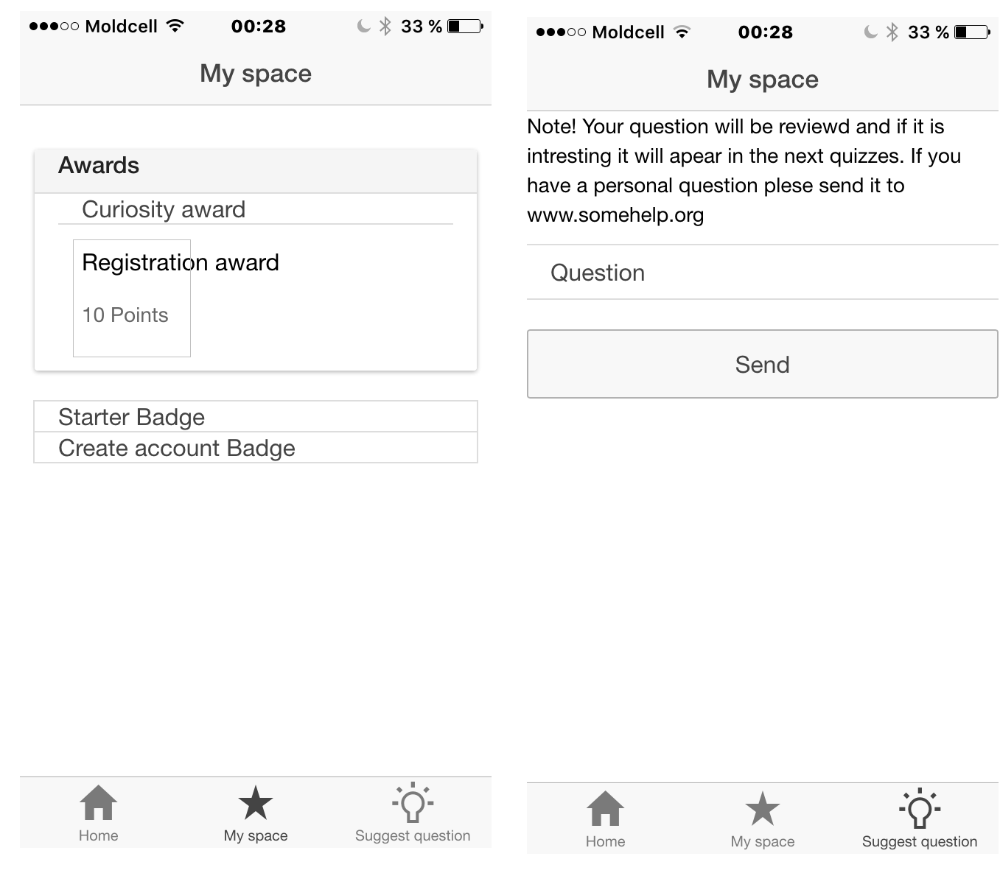 Moldcell 00:28 33 %
My space
Awards
Curiosity award
Registration award
10 Points
Starter Badge
Create account Badge
Home My space Suggest question
Moldcell 00:28 33 %
My space
Note! Your question will be reviewd and if it is
intresting it will apear in the next quizzes. If you
have a personal question plese send it to
www.somehelp.org
Question
Send
Home My space Suggest question